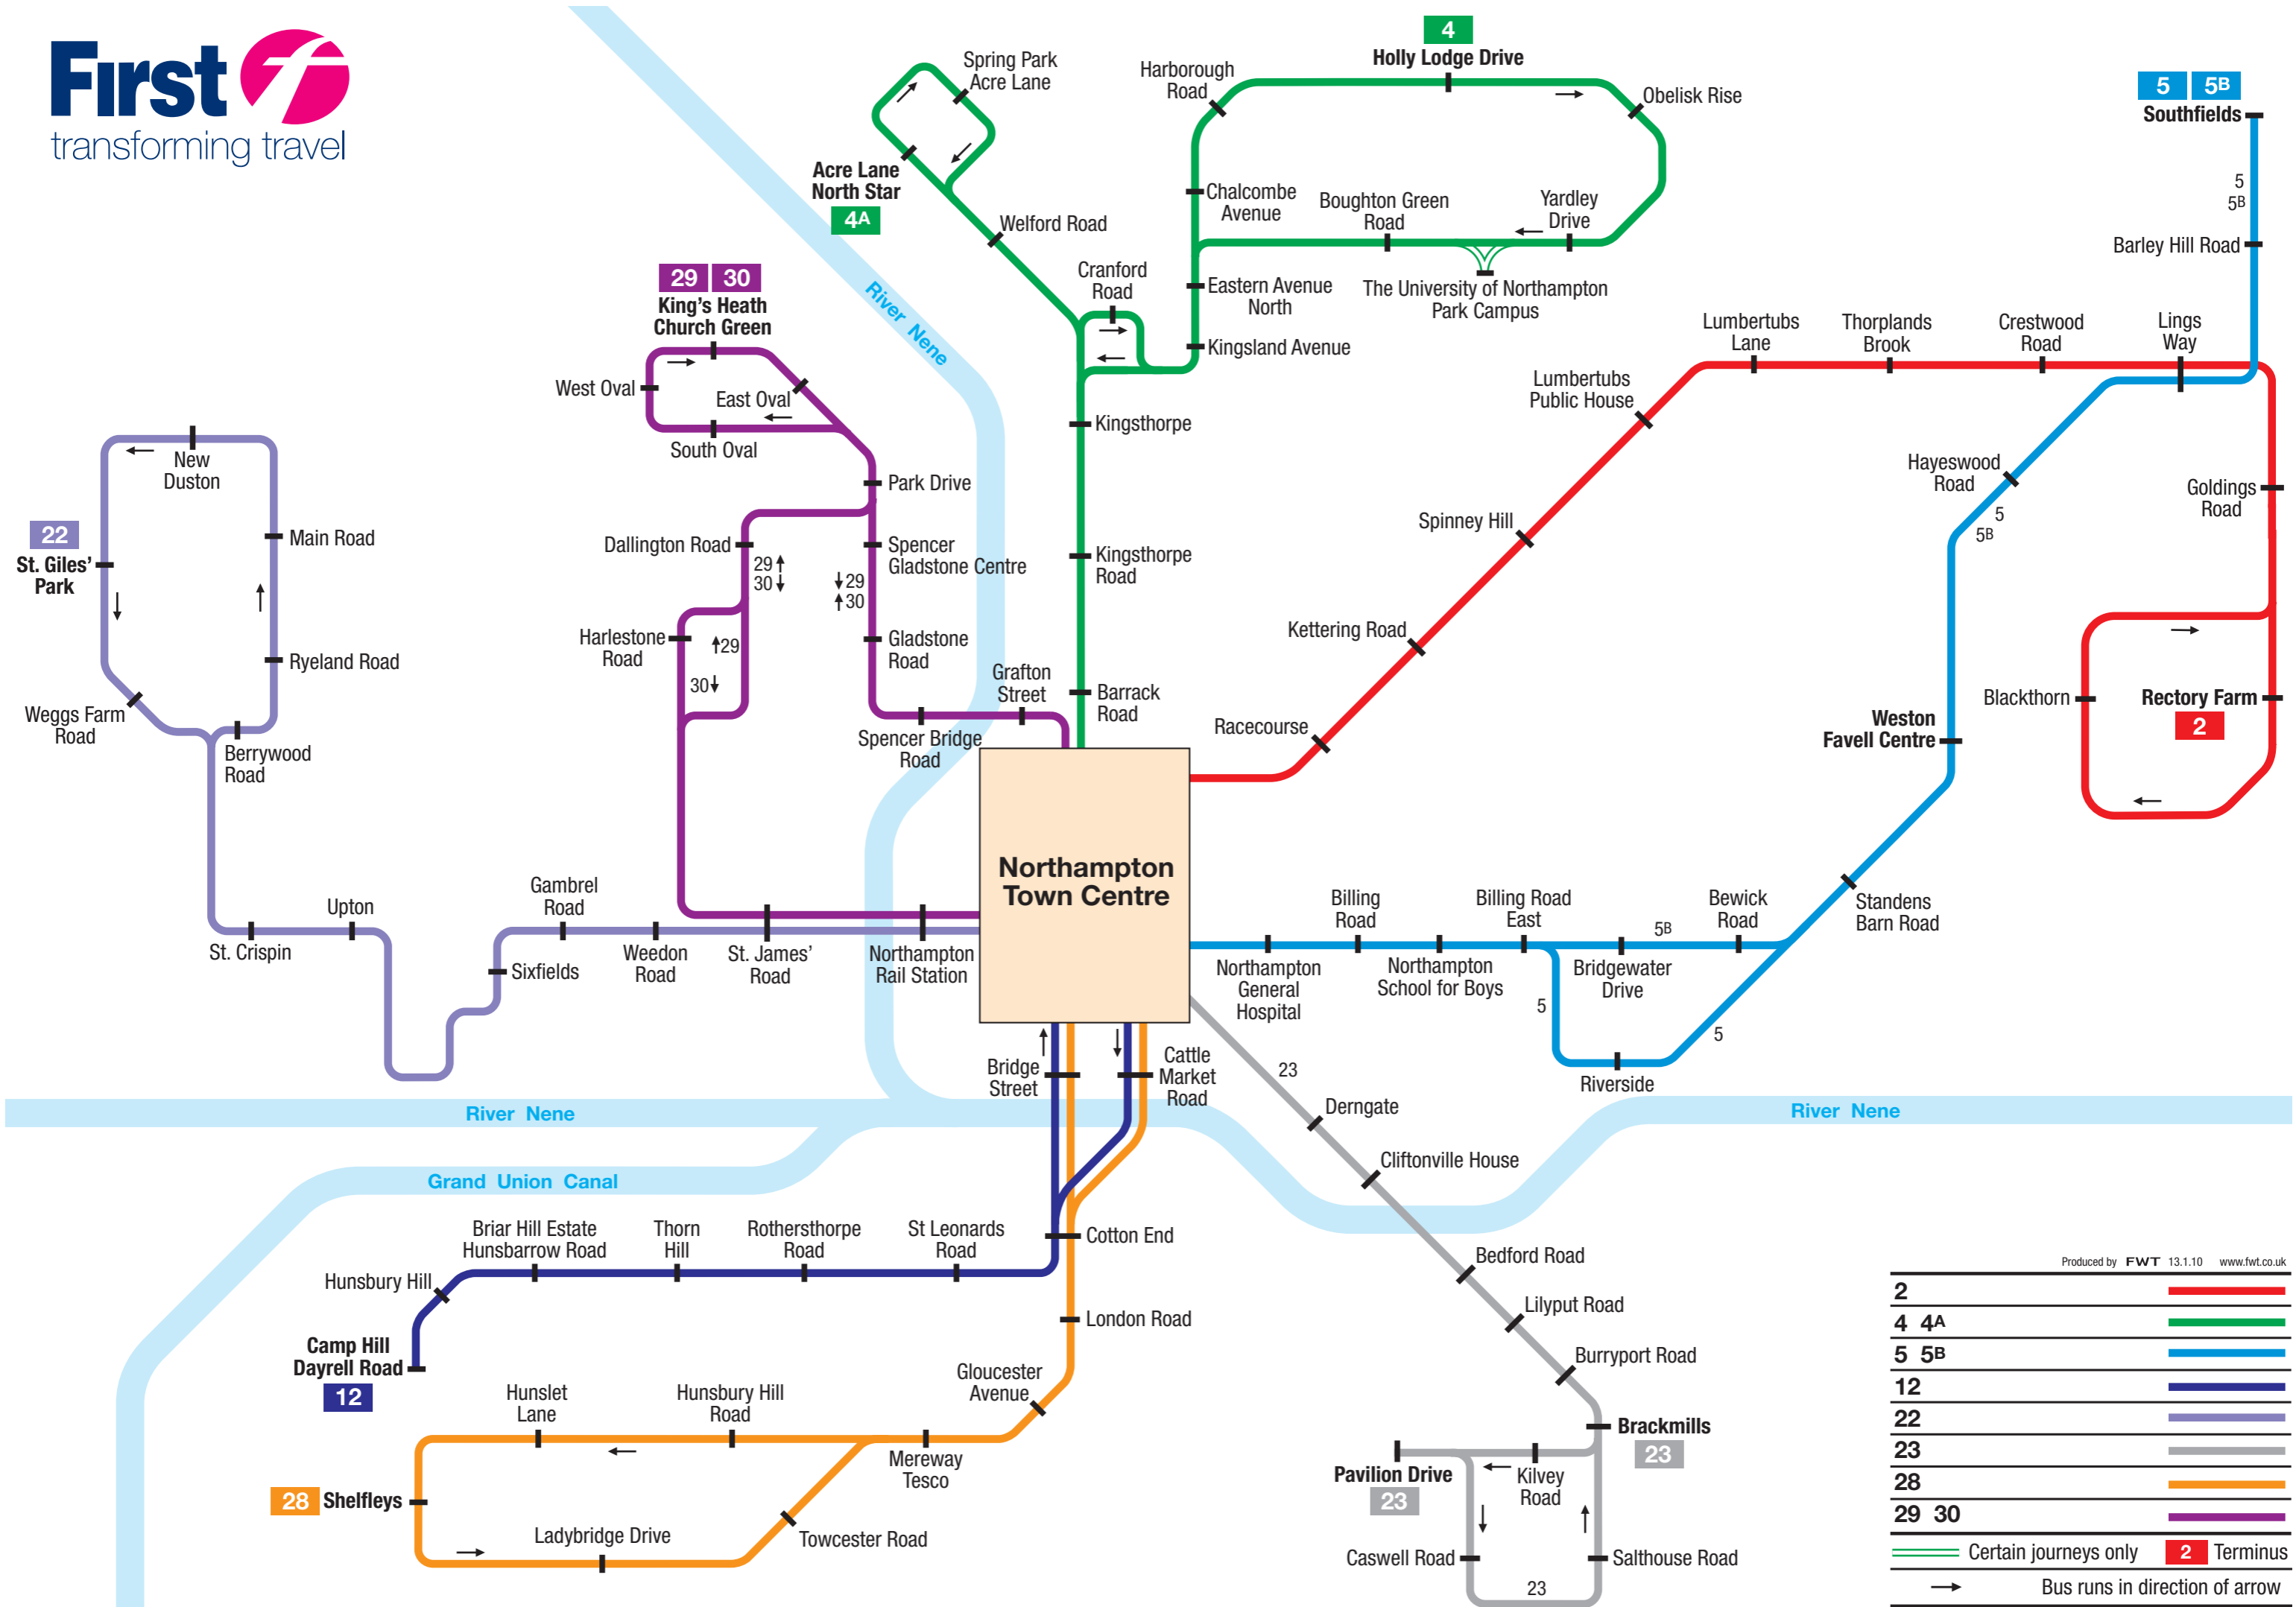 First
transforming travel
Spring Park
Acre Lane
Acre Lane
North Star
4A
Welford Road
Harborough
Road
4
Holly Lodge Drive
Obelisk Rise
Chalcombe
Avenue
Boughton Green
Road
Yardley
Drive
The University of Northampton
Park Campus
Eastern Avenue
North
Kingsland Avenue
Cranford
Road
Kingsthorpe
Kingsthorpe
Road
Barrack
Road
5 5B
Southfields
5
5B
Barley Hill Road
Lumbertubs
Lane
Thorplands
Brook
Crestwood
Road
Lings
Way
Lumbertubs
Public House
Spinney Hill
Kettering Road
Racecourse
Hayeswood
Road
5
5B
Goldings
Road
Blackthorn
Rectory Farm
2
Weston
Favell Centre
Standens
Barn Road
River Nene
29 30
King's Heath
Church Green
West Oval
East Oval
South Oval
Park Drive
Dallington Road
29
30
Spencer
Gladstone Centre
29
30
Harlestone
Road
29
30
Gladstone
Road
Grafton
Street
Spencer Bridge
Road
New
Duston
22
St. Giles'
Park
Main Road
Ryeland Road
Weggs Farm
Road
Berrywood
Road
St. Crispin
Upton
Sixfields
Gambrel
Road
Weedon
Road
St. James'
Road
Northampton
Rail Station
Northampton
Town Centre
Northampton
General
Hospital
Billing
Road
Northampton
School for Boys
Billing Road
East
Bridgewater
Drive
5B
Bewick
Road
5
5
Riverside
Bridge
Street
Cattle
Market
Road
River Nene
River Nene
Grand Union Canal
23
Derngate
Cliftonville House
Bedford Road
Lilyput Road
Burryport Road
Brackmills
23
Kilvey
Road
Pavilion Drive
23
Caswell Road
Salthouse Road
23
Cotton End
St Leonards
Road
Rothersthorpe
Road
Thorn
Hill
Briar Hill Estate
Hunsbarrow Road
Hunsbury Hill
Camp Hill
Dayrell Road
12
London Road
Gloucester
Avenue
Mereway
Tesco
Hunsbury Hill
Road
Hunslet
Lane
28 Shelfleys
Ladybridge Drive
Towcester Road
Produced by FWT 13.1.10 www.fwt.co.uk
2
4 4A
5 5B
12
22
23
28
29 30
Certain journeys only
2 Terminus
Bus runs in direction of arrow